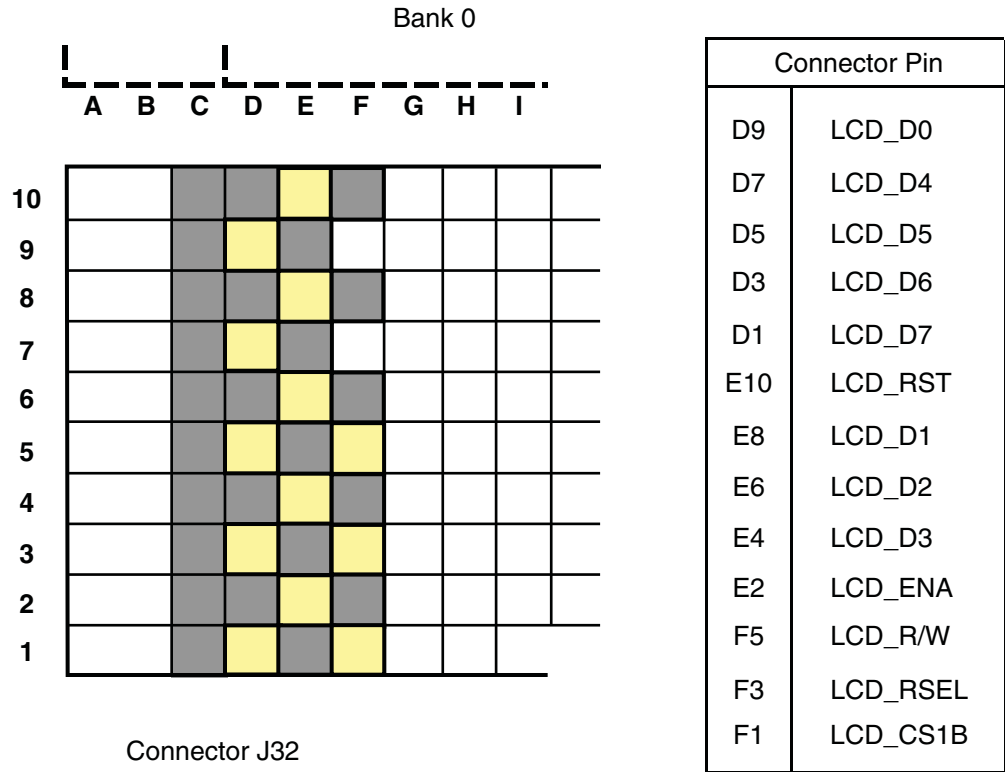 Bank 0
A B C D E F G H I
10
9
8
7
6
5
4
3
2
1
Connector J32
Connector Pin
D9 LCD_D0
D7 LCD_D4
D5 LCD_D5
D3 LCD_D6
D1 LCD_D7
E10 LCD_RST
E8 LCD_D1
E6 LCD_D2
E4 LCD_D3
E2 LCD_ENA
F5 LCD_R/W
F3 LCD_RSEL
F1 LCD_CS1B